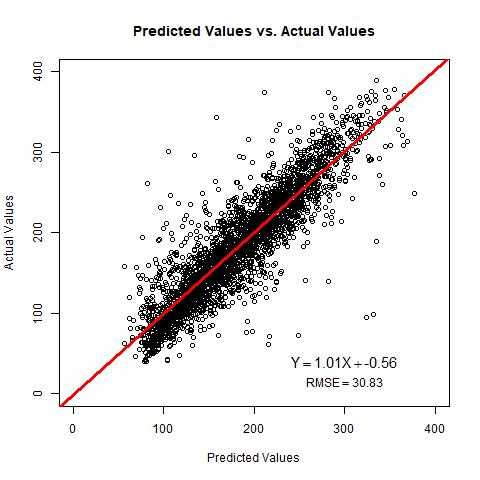 Predicted Values vs. Actual Values
Actual Values
400
300
200
100
0
Y = 1.01X + -0.56
RMSE = 30.83
0 100 200 300 400
Predicted Values